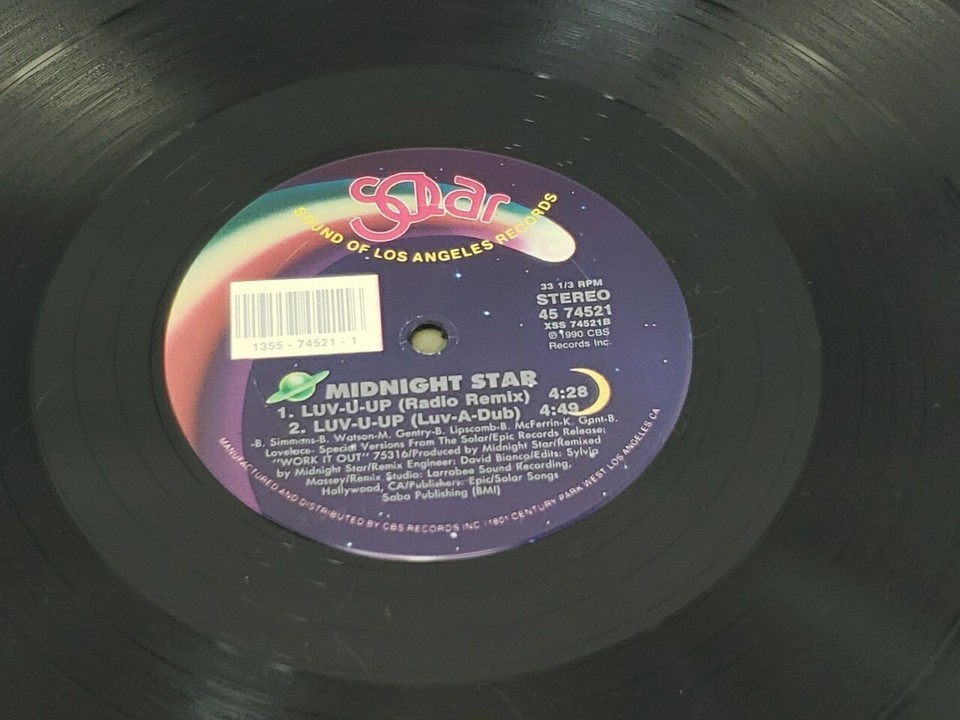 solar
SOUND OF LOS ANGELES RECORDS
33 1/3 RPM
STEREO
45 74521
XSS 74521B
℗ 1990 CBS
Records Inc.
1355 - 74521 - 1
MIDNIGHT STAR
1. LUV-U-UP (Radio Remix) 4:28
2. LUV-U-UP (Luv-A-Dub) 4:49
-B. Simmons-B. Watson-M. Gentry-B. Lipscomb-B. McFerrin-K. Gant-B.
Lovelace- Special Versions From The Solar/Epic Records Release:
"WORK IT OUT" 75316/Produced by Midnight Star/Remixed
by Midnight Star/Remix Engineer: David Bianco/Edits: Sylvia
Massey/Remix Studio: Larrabee Sound Recording,
Hollywood, CA/Publishers: Epic/Solar Songs
Saba Publishing (BMI)
MANUFACTURED AND DISTRIBUTED BY CBS RECORDS INC./1801 CENTURY PARK WEST LOS ANGELES, CA